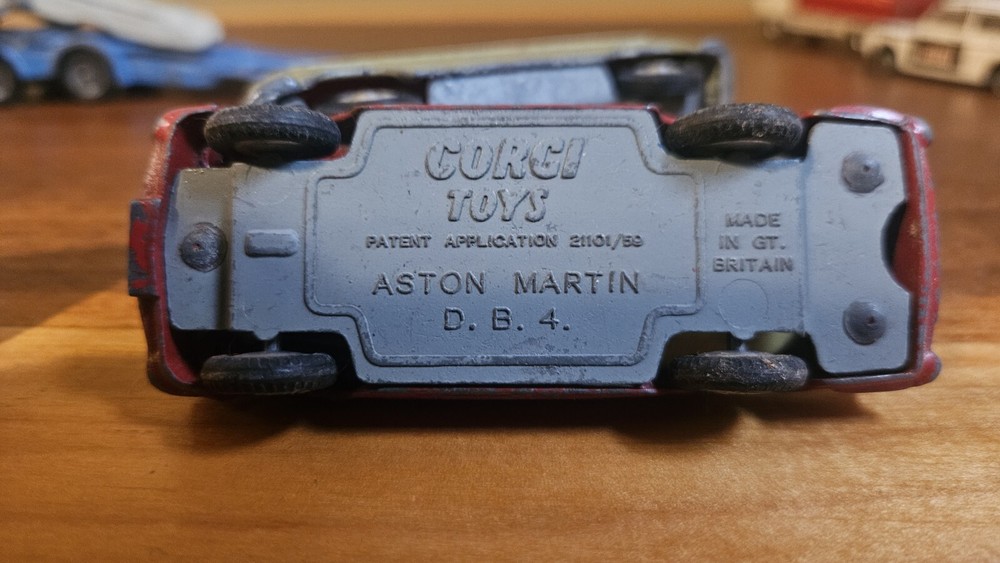 CORGI
TOYS
PATENT APPLICATION 21101/59
ASTON MARTIN
D. B. 4.
MADE
IN GT.
BRITAIN